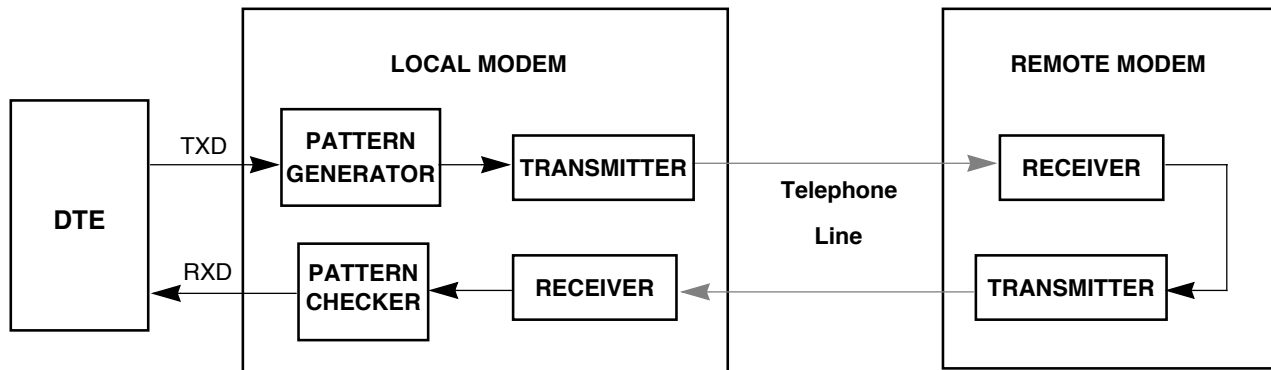 LOCAL MODEM
REMOTE MODEM
DTE
TXD
PATTERN
GENERATOR
TRANSMITTER
Telephone
Line
RECEIVER
RXD
PATTERN
CHECKER
RECEIVER
TRANSMITTER